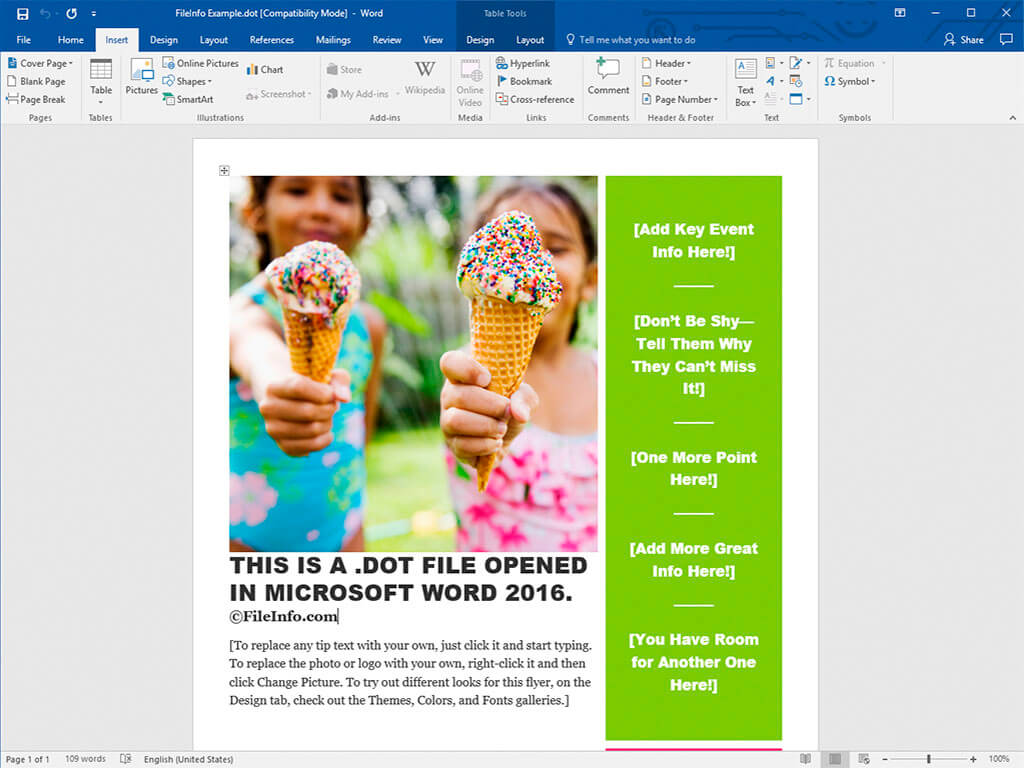 FileInfo Example.dot [Compatibility Mode] - Word
Table Tools
File Home Insert Design Layout References Mailings Review View Design Layout Tell me what you want to do Share
Cover Page
Blank Page
Page Break
Pages
Table
Tables
Pictures
Online Pictures
Shapes
SmartArt
Chart
Screenshot
Illustrations
Store
My Add-ins
W
Wikipedia
Add-ins
Online
Video
Media
Hyperlink
Bookmark
Cross-reference
Links
Comment
Comments
Header
Footer
Page Number
Header & Footer
Text
Box
Text
Equation
Symbol
Symbols
THIS IS A .DOT FILE OPENED
IN MICROSOFT WORD 2016.
©FileInfo.com
[To replace any tip text with your own, just click it and start typing.
To replace the photo or logo with your own, right-click it and then
click Change Picture. To try out different looks for this flyer, on the
Design tab, check out the Themes, Colors, and Fonts galleries.]
[Add Key Event
Info Here!]
[Don’t Be Shy—
Tell Them Why
They Can’t Miss
It!]
[One More Point
Here!]
[Add More Great
Info Here!]
[You Have Room
for Another One
Here!]
Page 1 of 1 109 words English (United States) 100%